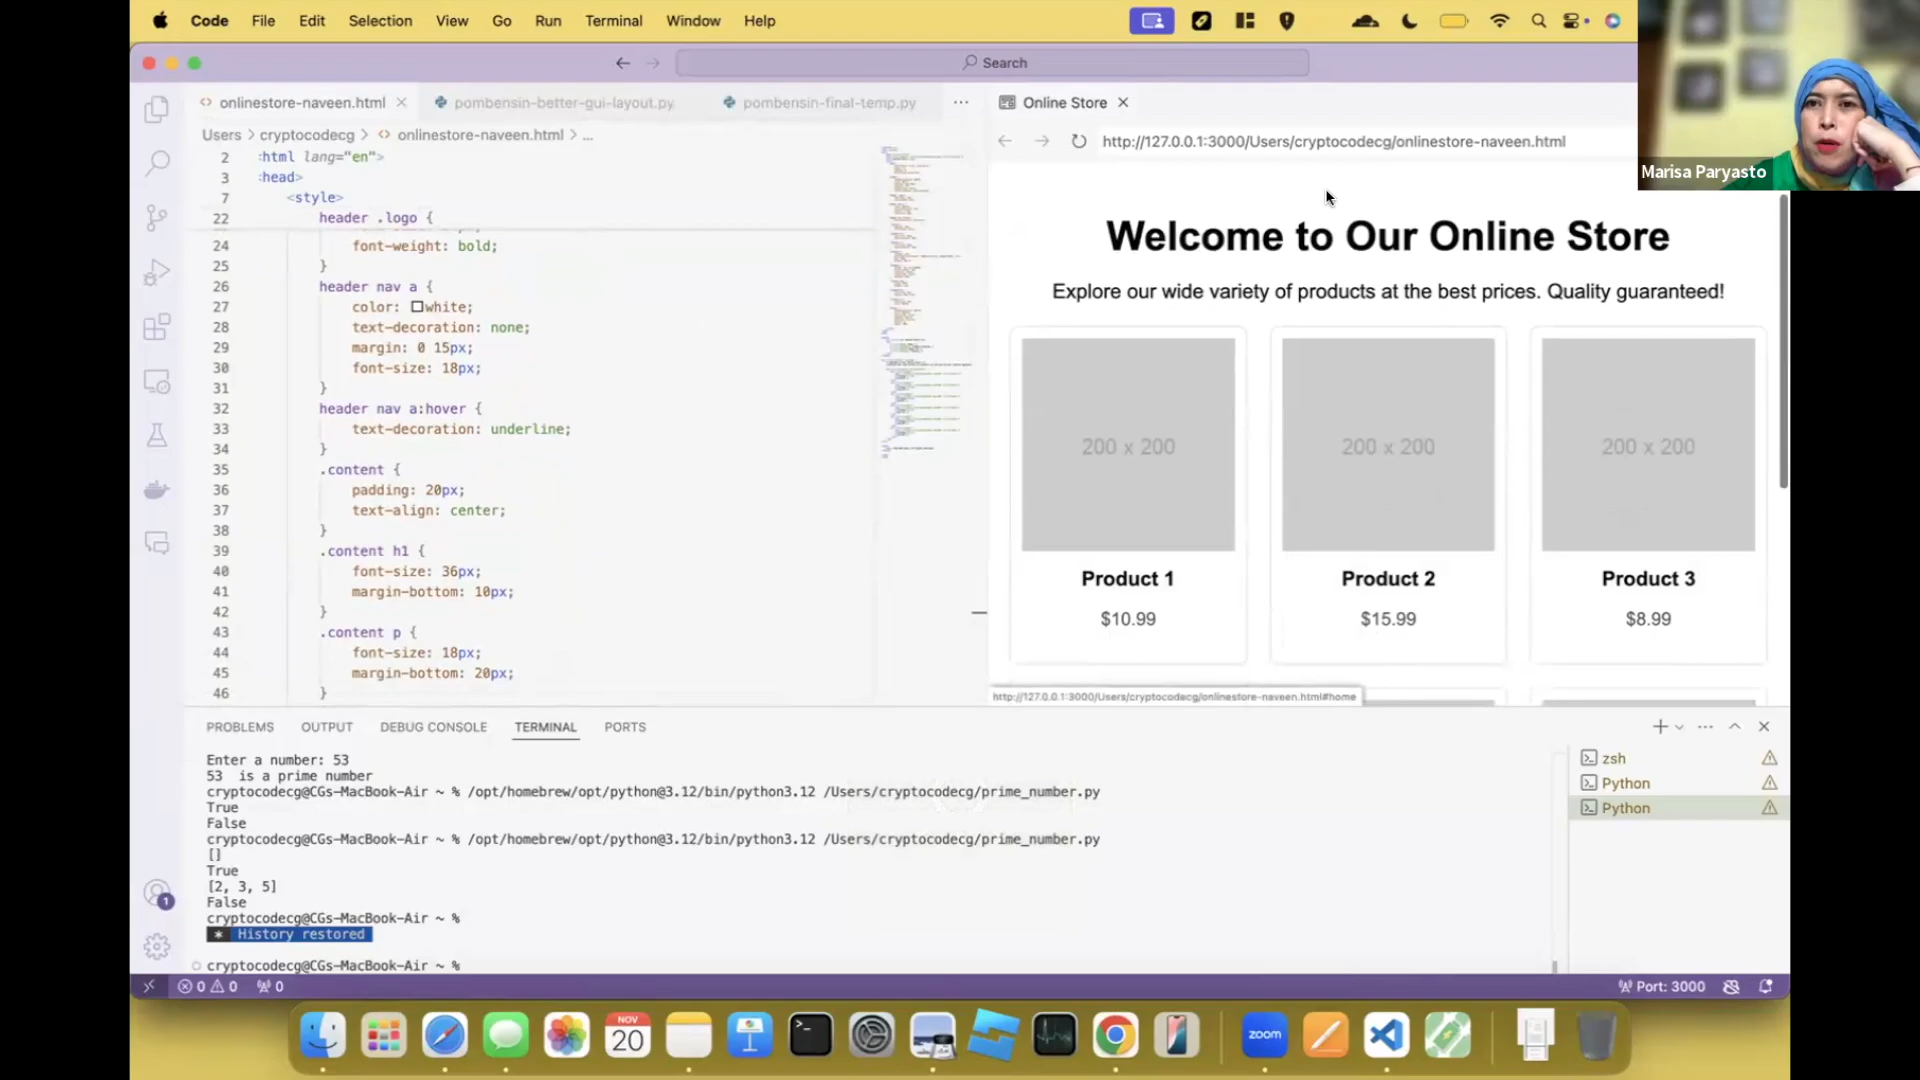 Code File Edit Selection View Go Run Terminal Window Help
Search
onlinestore-naveen.html pombensin-better-gui-layout.py pombensin-final-temp.py ...
Users > cryptocodecg > onlinestore-naveen.html > ...
2 :html lang="en">
3 :head>
7 <style>
22 header .logo {
24 font-weight: bold;
25 }
26 header nav a {
27 color: white;
28 text-decoration: none;
29 margin: 0 15px;
30 font-size: 18px;
31 }
32 header nav a:hover {
33 text-decoration: underline;
34 }
35 .content {
36 padding: 20px;
37 text-align: center;
38 }
39 .content h1 {
40 font-size: 36px;
41 margin-bottom: 10px;
42 }
43 .content p {
44 font-size: 18px;
45 margin-bottom: 20px;
46 }
Online Store
http://127.0.0.1:3000/Users/cryptocodecg/onlinestore-naveen.html
Marisa Paryasto
Welcome to Our Online Store
Explore our wide variety of products at the best prices. Quality guaranteed!
200 x 200 200 x 200 200 x 200
Product 1 Product 2 Product 3
$10.99 $15.99 $8.99
http://127.0.0.1:3000/Users/cryptocodecg/onlinestore-naveen.html#home
PROBLEMS OUTPUT DEBUG CONSOLE TERMINAL PORTS
Enter a number: 53
53 is a prime number
cryptocodecg@CGs-MacBook-Air ~ % /opt/homebrew/opt/python@3.12/bin/python3.12 /Users/cryptocodecg/prime_number.py
True
False
cryptocodecg@CGs-MacBook-Air ~ % /opt/homebrew/opt/python@3.12/bin/python3.12 /Users/cryptocodecg/prime_number.py
[]
True
[2, 3, 5]
False
cryptocodecg@CGs-MacBook-Air ~ %
* History restored
cryptocodecg@CGs-MacBook-Air ~ %
zsh
Python
Python
1
0 0 0
Port: 3000
NOV
20
zoom